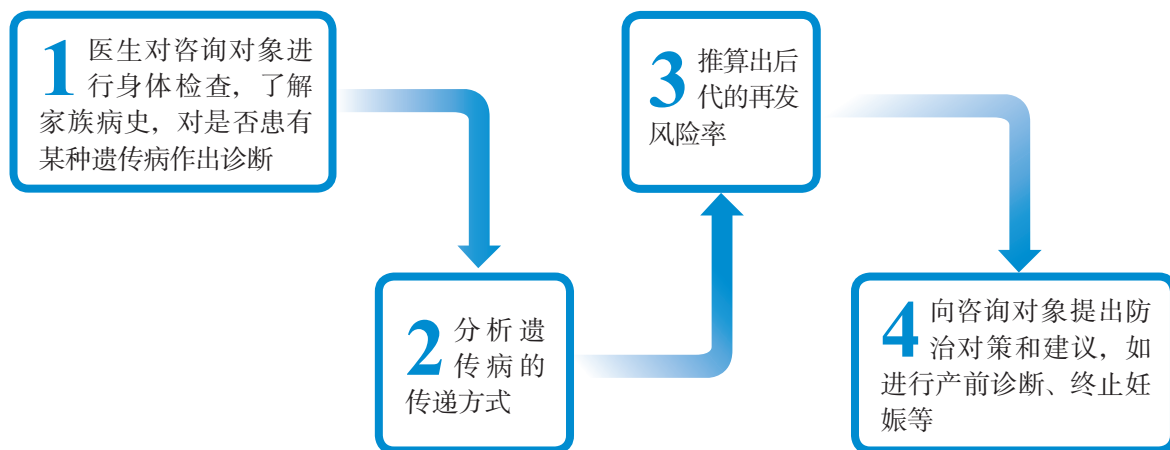 1 医生对咨询对象进
行身体检查，了解
家族病史，对是否患有
某种遗传病作出诊断
2 分析遗
传病的
传递方式
3 推算出后
代的再发
风险率
4 向咨询对象提出防
治对策和建议，如
进行产前诊断、终止妊
娠等